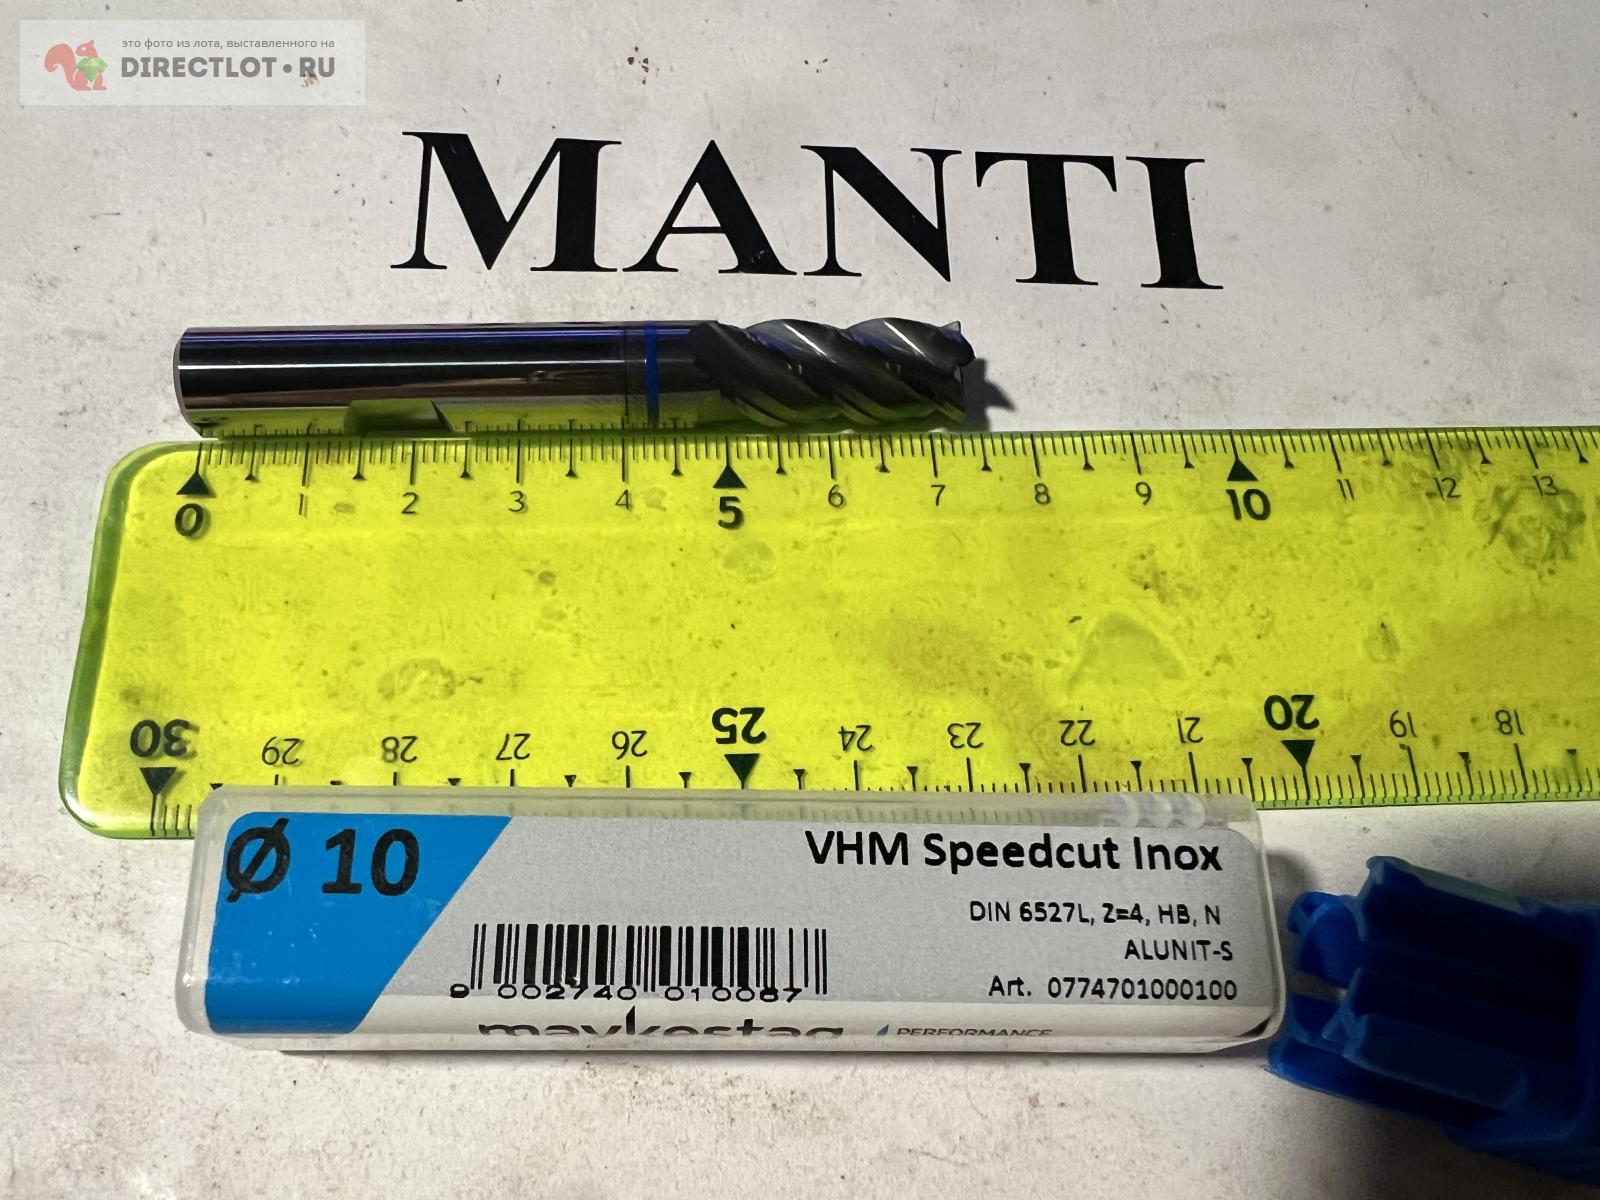 это фото из лота, выставленного на
DIRECTLOT.RU
MANTI
0 1 2 3 4 5 6 7 8 9 10 11 12 13
30 29 28 27 26 25 24 23 22 21 20 19 18
Ø 10
VHM Speedcut Inox
DIN 6527L, Z=4, HB, N
ALUNIT-S
Art. 0774701000100
9 002740 010067
maykestag PERFORMANCE